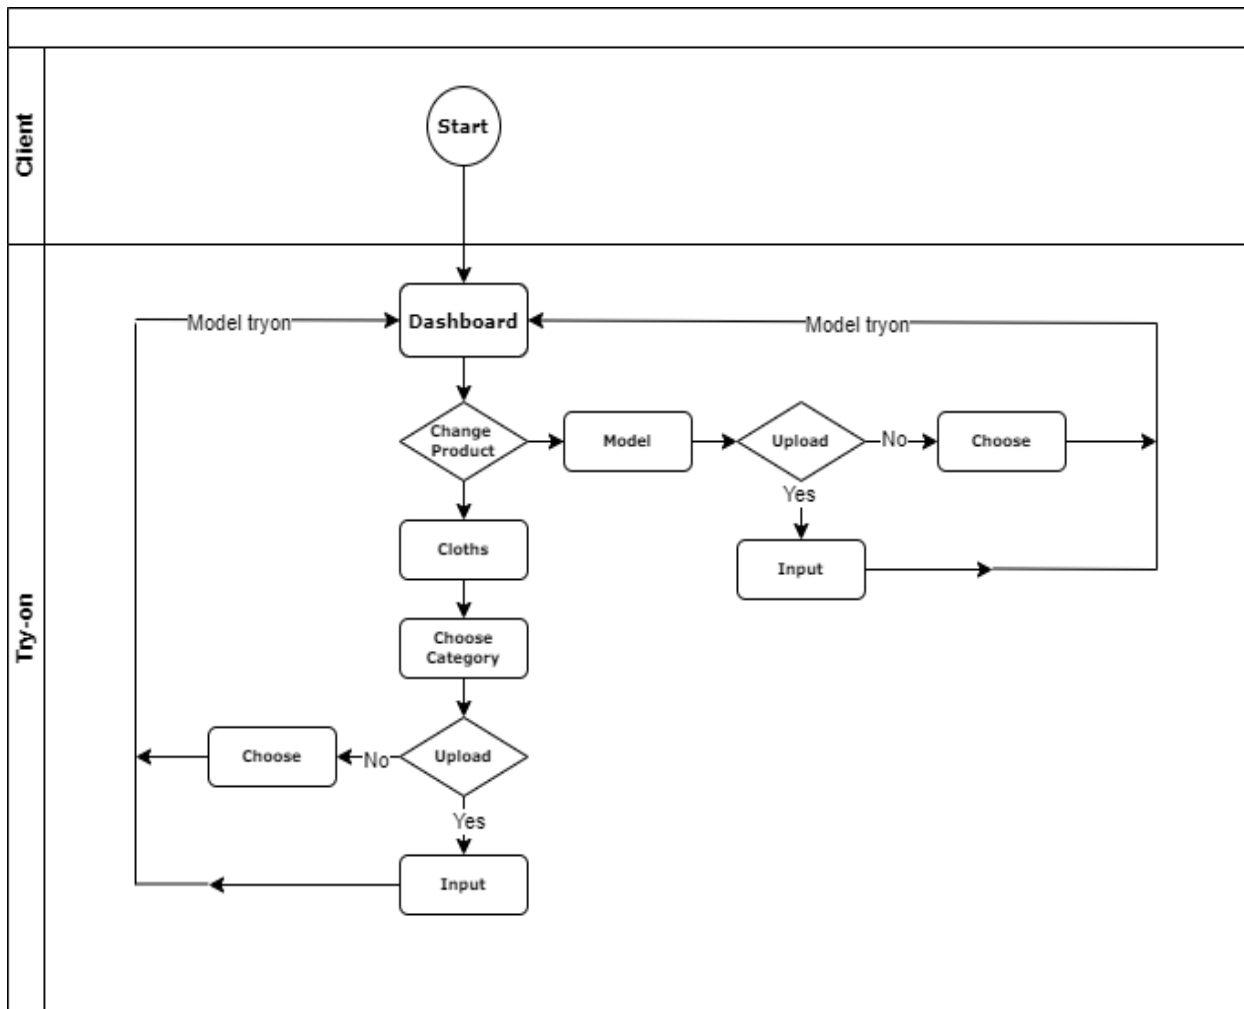 Client
Start
Try-on
Model tryon
Dashboard
Model tryon
Change
Product
Model
Upload
No
Choose
Yes
Input
Cloths
Choose
Category
Choose
No
Upload
Yes
Input